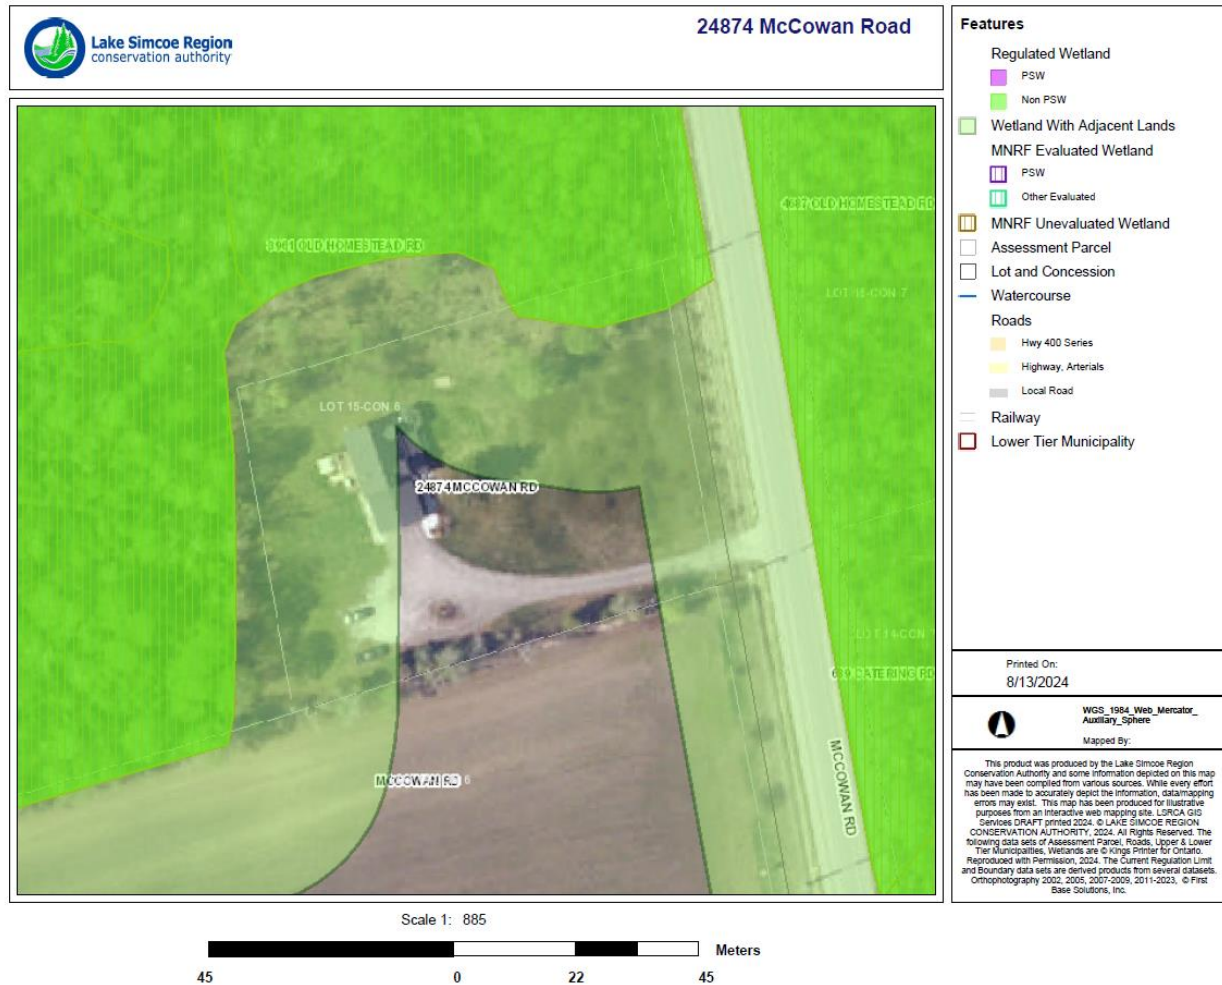 Lake Simcoe Region
conservation authority
24874 McCowan Road
3961 OLD HOMESTEAD RD
4687 OLD HOMESTEAD RD
LOT 15-CON 7
LOT 15-CON 6
24874 MCCOWAN RD
LOT 14-CON
CATERING RD
MCCOWAN RD
MCCOWAN RD
Features
Regulated Wetland
PSW
Non PSW
Wetland With Adjacent Lands
MNRF Evaluated Wetland
PSW
Other Evaluated
MNRF Unevaluated Wetland
Assessment Parcel
Lot and Concession
Watercourse
Roads
Hwy 400 Series
Highway, Arterials
Local Road
Railway
Lower Tier Municipality
Printed On:
8/13/2024
WGS_1984_Web_Mercator_
Auxiliary_Sphere
Mapped By:
This product was produced by the Lake Simcoe Region
Conservation Authority and some information depicted on this map
may have been compiled from various sources. While every effort
has been made to accurately depict the information, data/mapping
errors may exist. This map has been produced for illustrative
purposes from an interactive web mapping site. LSRCA GIS
Services DRAFT printed 2024. © LAKE SIMCOE REGION
CONSERVATION AUTHORITY, 2024. All Rights Reserved. The
following data sets of Assessment Parcel, Roads, Upper & Lower
Tier Municipalities, Wetlands are © Kings Printer for Ontario.
Reproduced with Permission, 2024. The Current Regulation Limit
and Boundary data sets are derived products from several datasets.
Orthophotography 2002, 2005, 2007-2009, 2011-2023, © First
Base Solutions, Inc.
Scale 1: 885
Meters
45 0 22 45